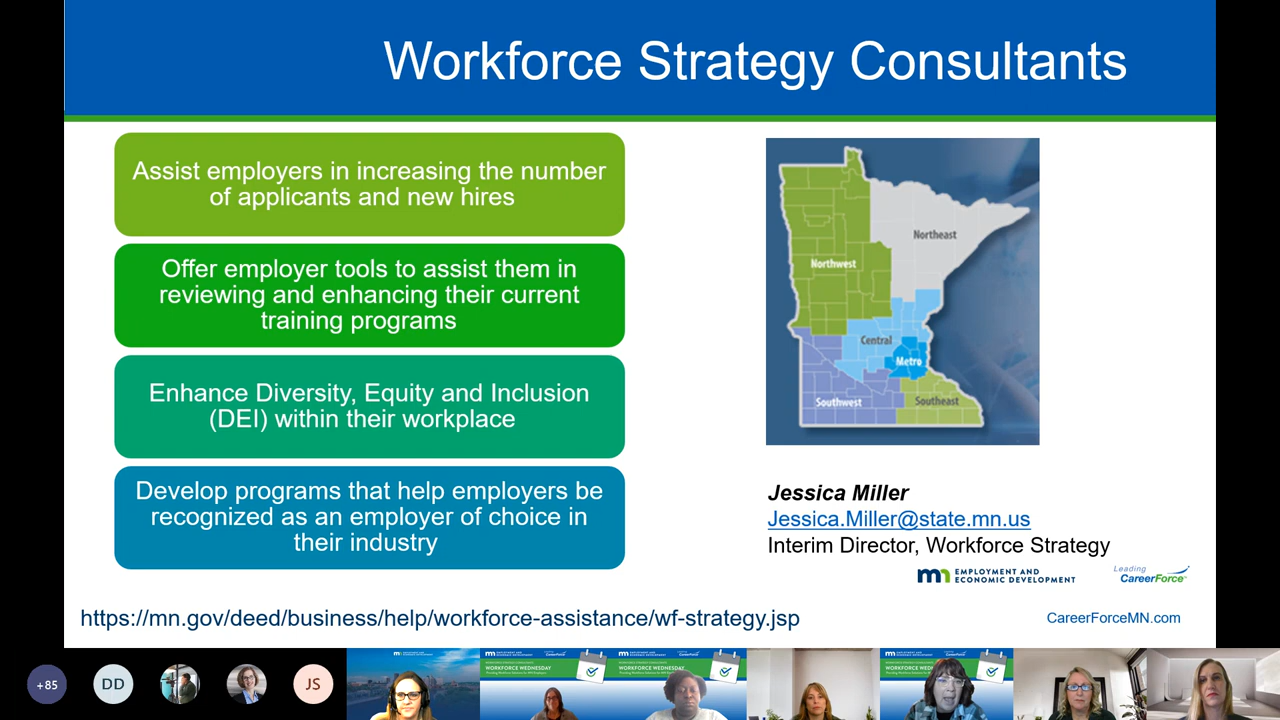 Workforce Strategy Consultants
Assist employers in increasing the number
of applicants and new hires
Offer employer tools to assist them in
reviewing and enhancing their current
training programs
Enhance Diversity, Equity and Inclusion
(DEI) within their workplace
Develop programs that help employers be
recognized as an employer of choice in
their industry
Northeast
Northwest
Central
Metro
Southwest
Southeast
Jessica Miller
Jessica.Miller@state.mn.us
Interim Director, Workforce Strategy
mn EMPLOYMENT AND
ECONOMIC DEVELOPMENT
Leading
CareerForce
https://mn.gov/deed/business/help/workforce-assistance/wf-strategy.jsp
CareerForceMN.com
+85
DD
JS
WORKFORCE WEDNESDAY
WORKFORCE WEDNESDAY
WORKFORCE WEDNESDAY